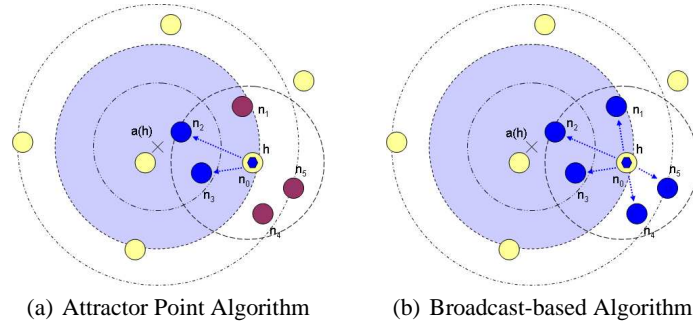 n1
n2
a(h)
h
n0
n3
n5
n4
n1
n2
a(h)
h
n0
n3
n5
n4
(a) Attractor Point Algorithm
(b) Broadcast-based Algorithm